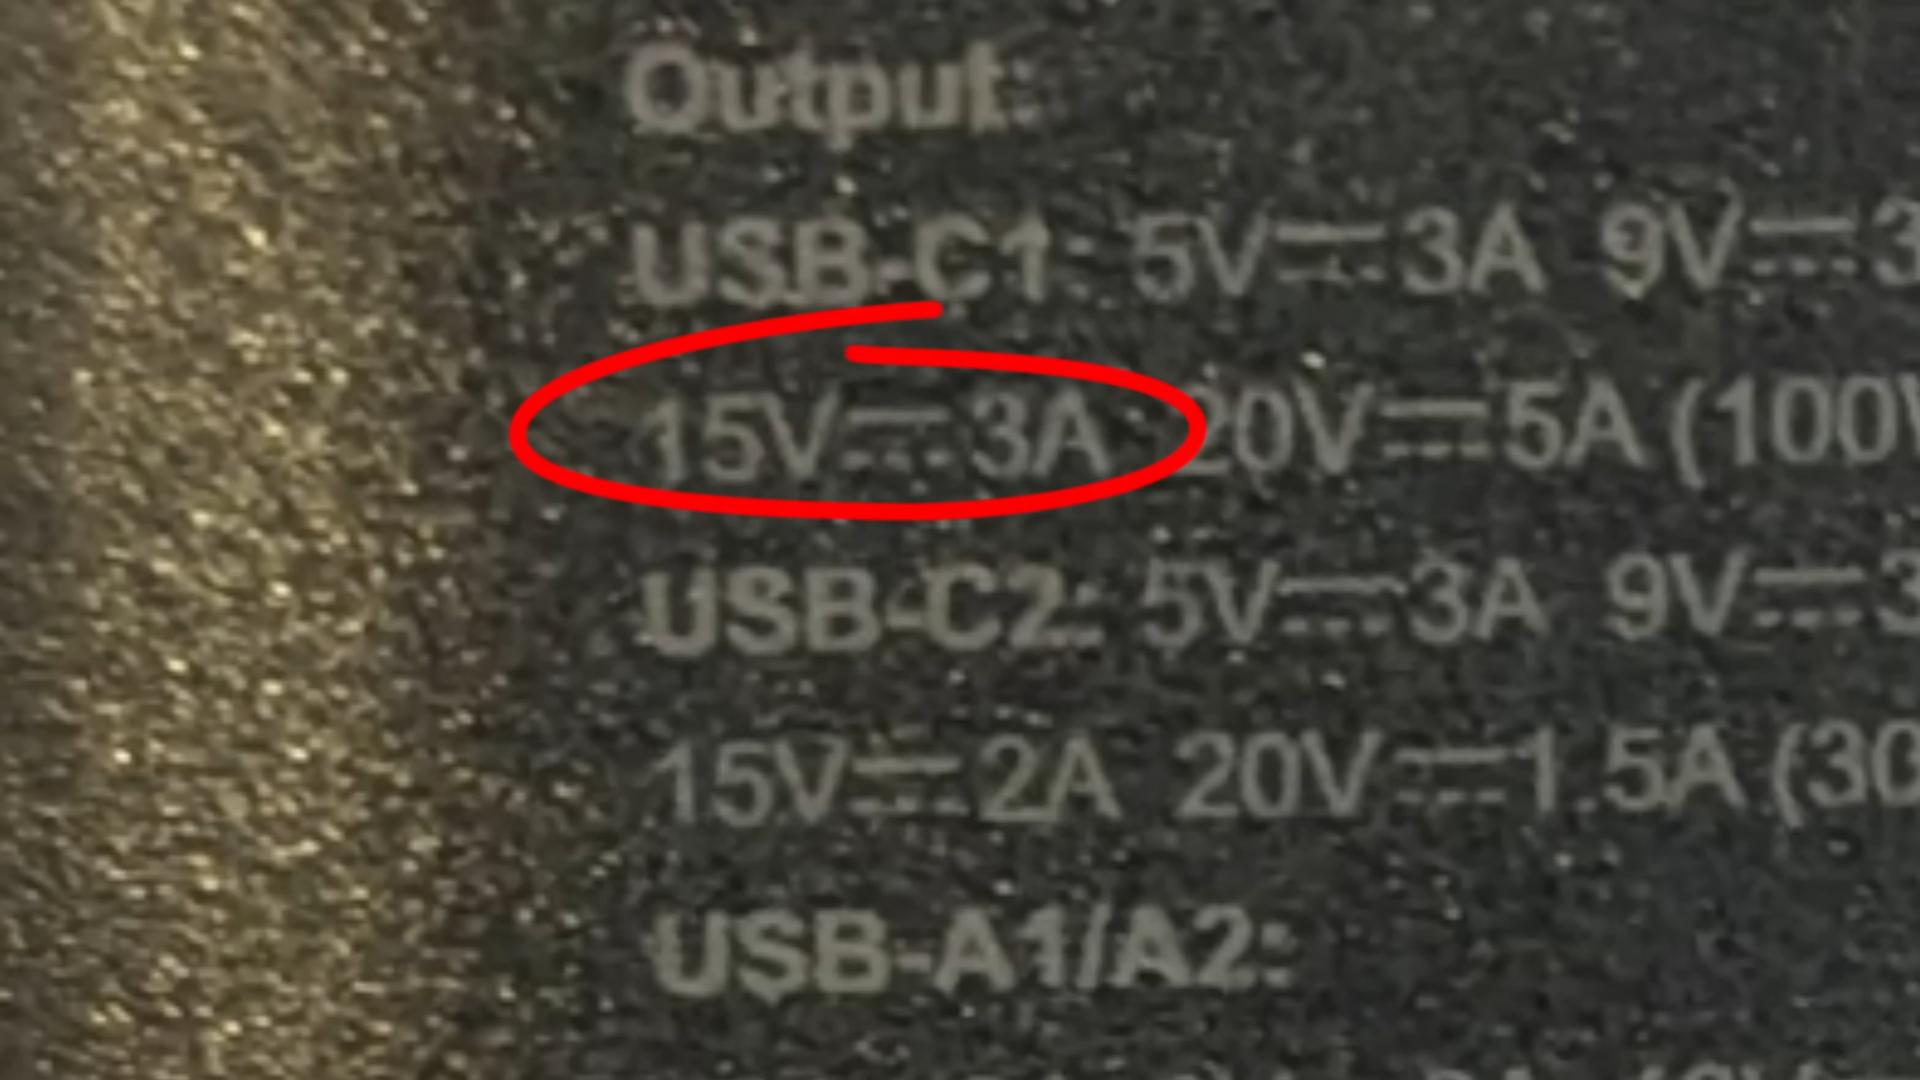 Output:
USB-C1: 5V⎓3A 9V⎓3
15V⎓3A 20V⎓5A (100W
USB-C2: 5V⎓3A 9V⎓3
15V⎓2A 20V⎓1.5A (30
USB-A1/A2: